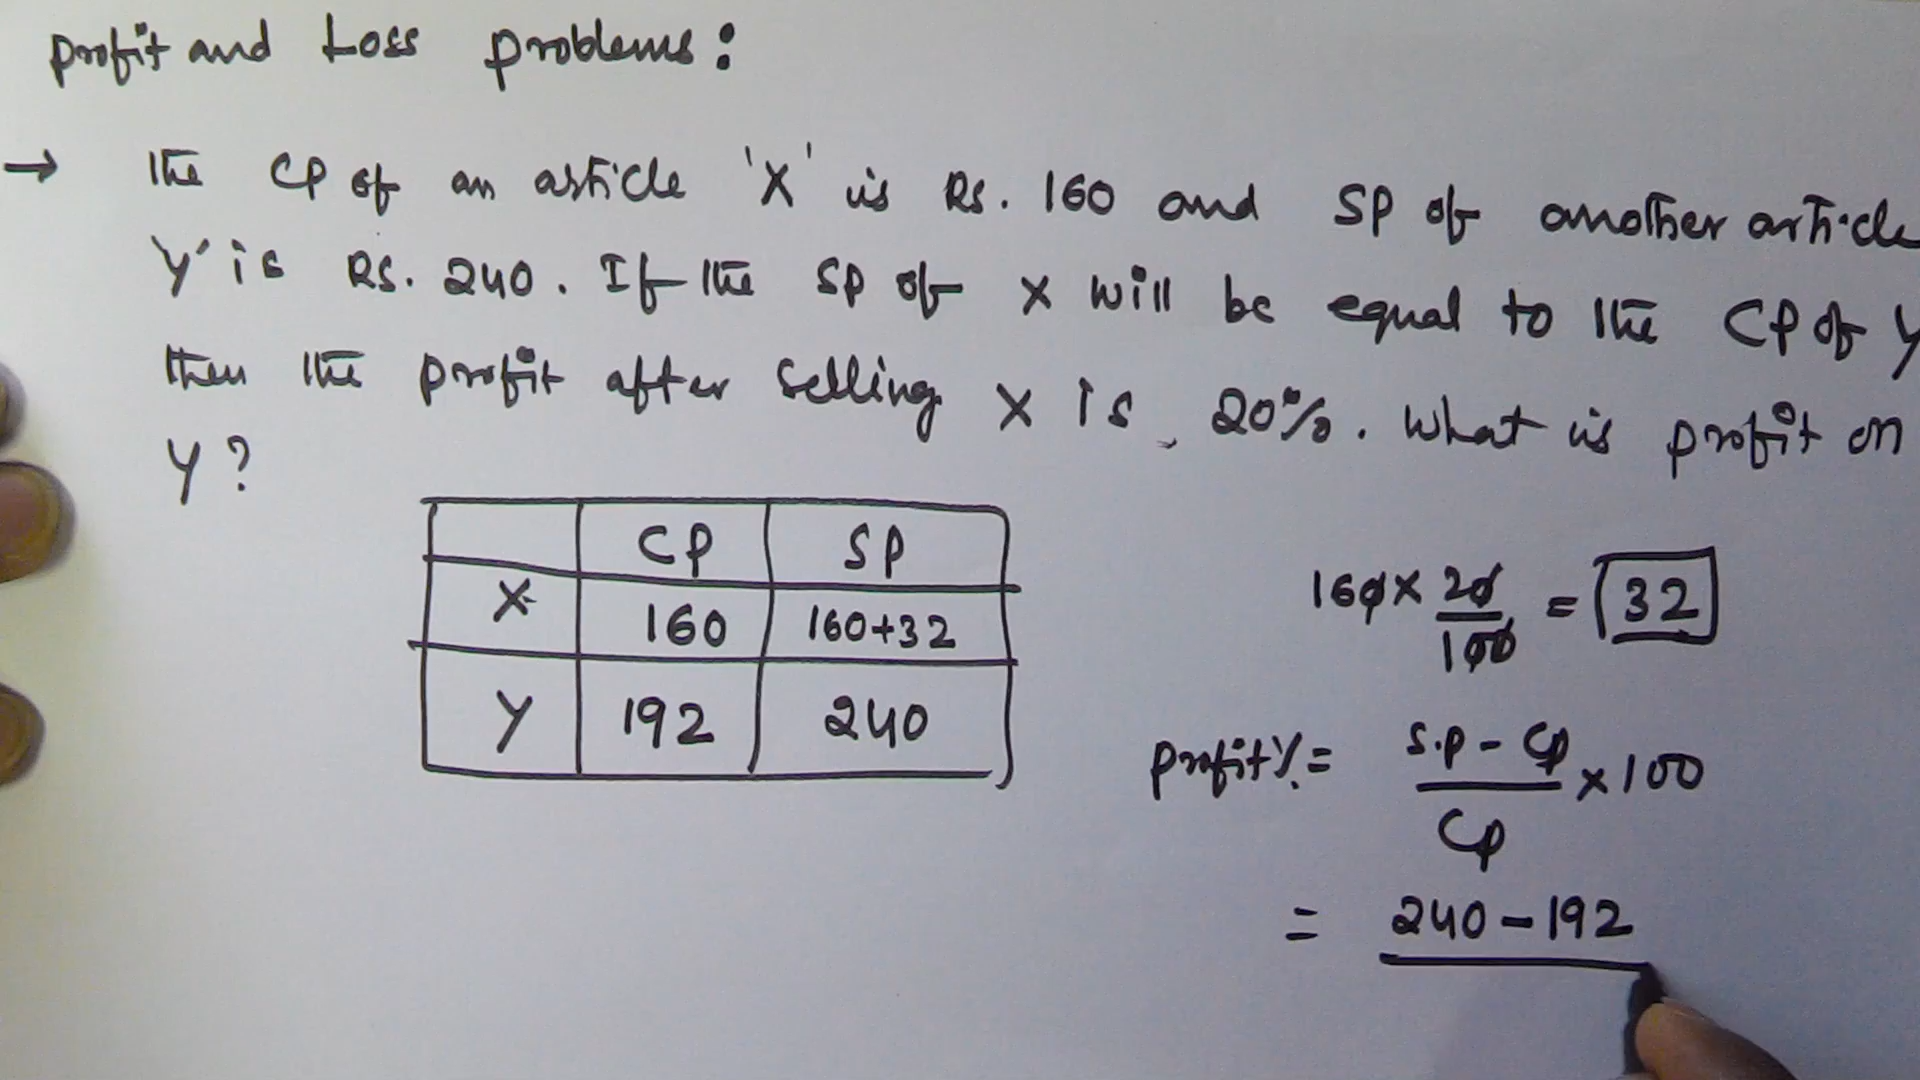 Profit and Loss problems:
→ The CP of an article 'X' is Rs. 160 and SP of another article
Y' is Rs. 240. If the SP of X will be equal to the CP of Y
then the profit after selling X is, 20%. What is profit on
Y?
CP SP
X 160 160+32
Y 192 240
160 × 20/100 = 32
Profit% = S.P - CP / CP × 100
= 240 - 192